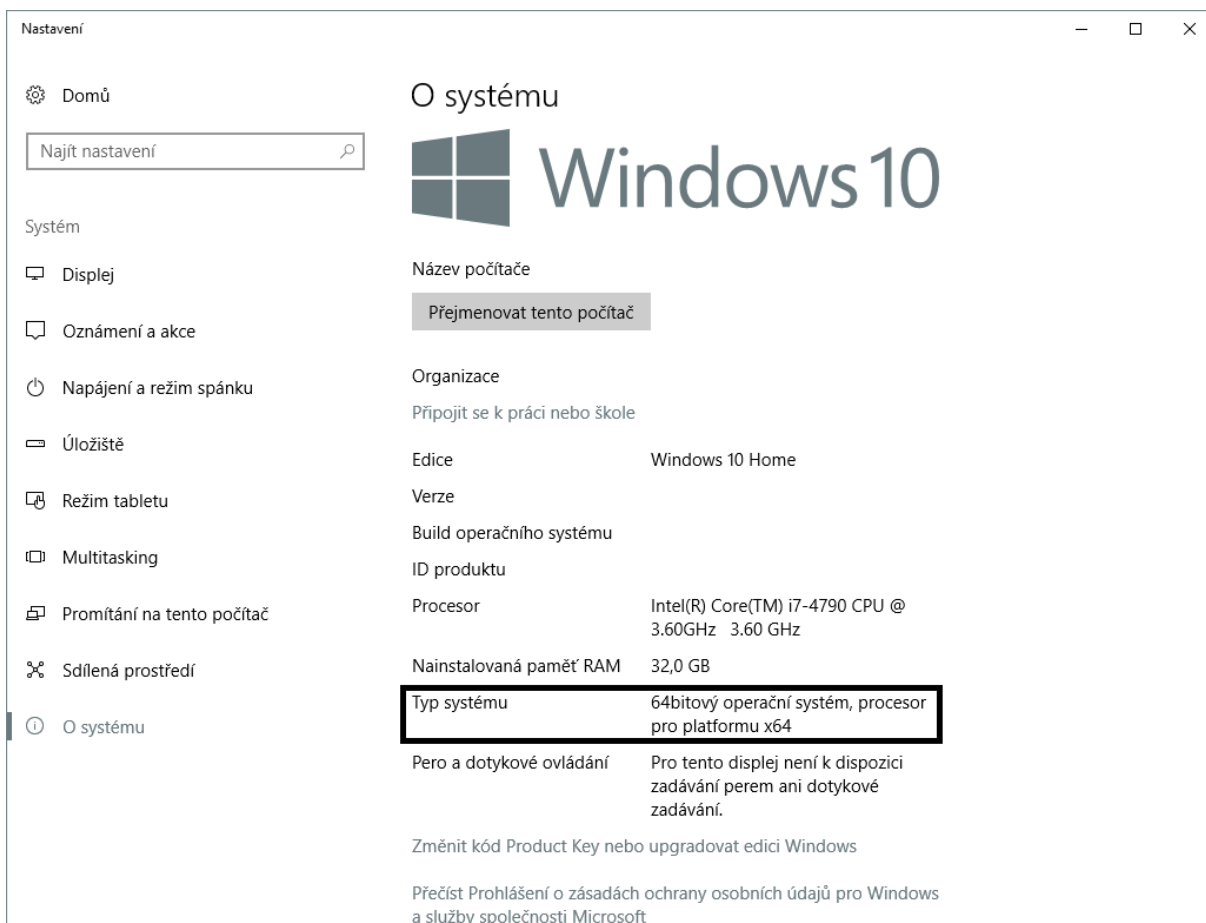 Nastavení
Domů
Najít nastavení
Systém
Displej
Oznámení a akce
Napájení a režim spánku
Úložiště
Režim tabletu
Multitasking
Promítání na tento počítač
Sdílená prostředí
O systému
O systému
Windows 10
Název počítače
Přejmenovat tento počítač
Organizace
Připojit se k práci nebo škole
Edice Windows 10 Home
Verze
Build operačního systému
ID produktu
Procesor Intel(R) Core(TM) i7-4790 CPU @
3.60GHz 3.60 GHz
Nainstalovaná paměť RAM 32,0 GB
Typ systému 64bitový operační systém, procesor
pro platformu x64
Pero a dotykové ovládání Pro tento displej není k dispozici
zadávání perem ani dotykové
zadávání.
Změnit kód Product Key nebo upgradovat edici Windows
Přečíst Prohlášení o zásadách ochrany osobních údajů pro Windows
a služby společnosti Microsoft